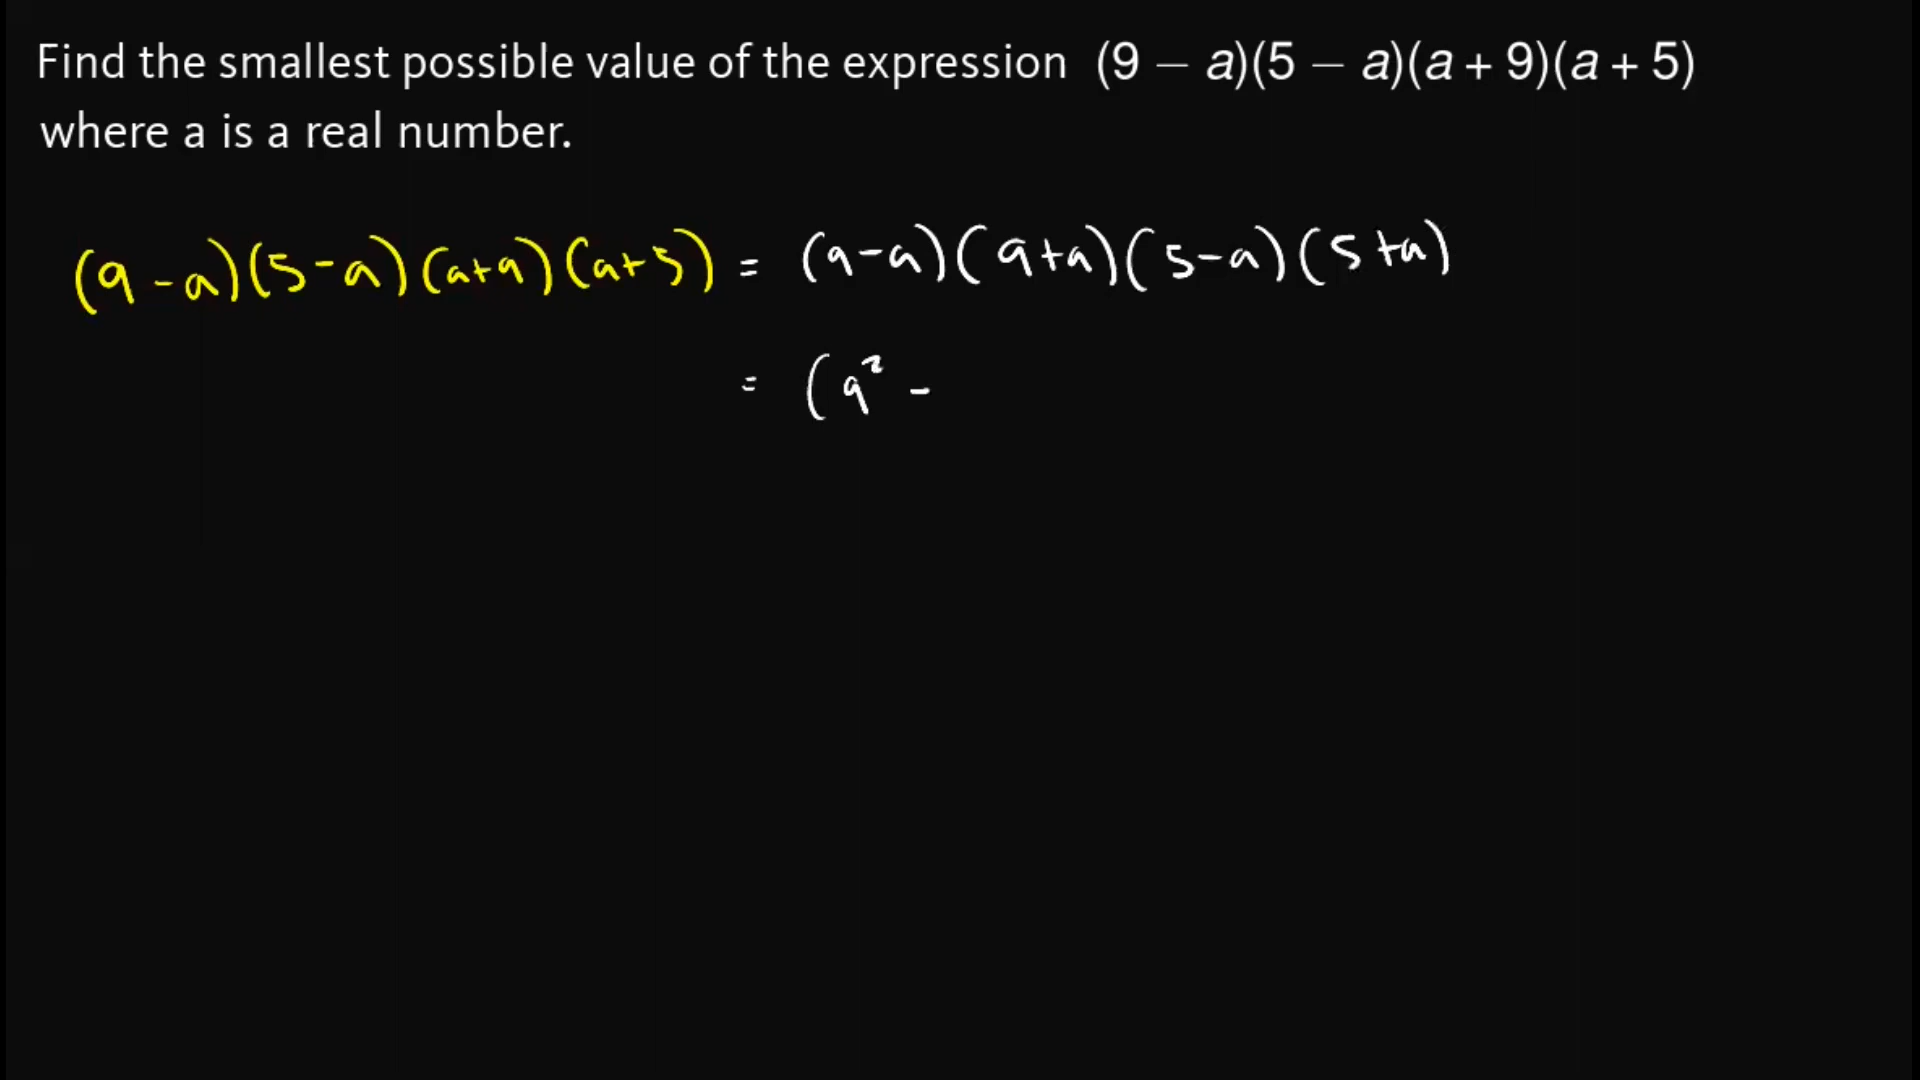 Find the smallest possible value of the expression (9 − a)(5 − a)(a + 9)(a + 5)
where a is a real number.
(9 - a)(5 - a)(a + 9)(a + 5) = (9 - a)(9 + a)(5 - a)(5 + a)
= (9² -